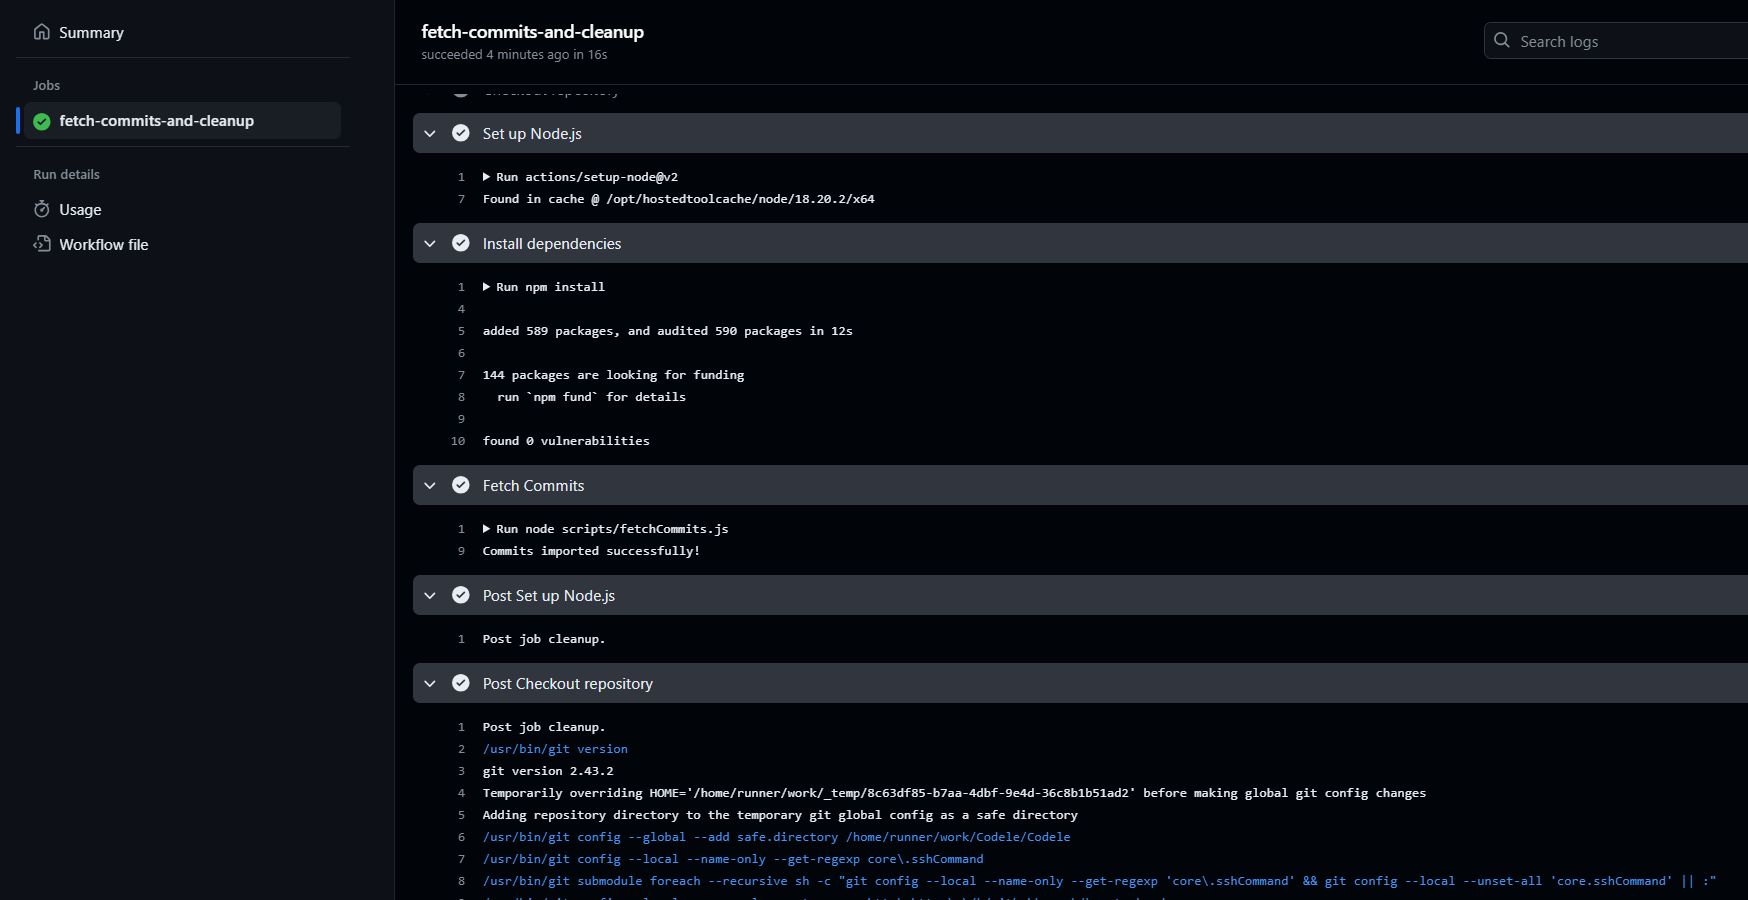 Summary
Jobs
fetch-commits-and-cleanup
Run details
Usage
Workflow file
fetch-commits-and-cleanup
succeeded 4 minutes ago in 16s
Search logs
Checkout repository
Set up Node.js
1 Run actions/setup-node@v2
7 Found in cache @ /opt/hostedtoolcache/node/18.20.2/x64
Install dependencies
1 Run npm install
4
5 added 589 packages, and audited 590 packages in 12s
6
7 144 packages are looking for funding
8 run `npm fund` for details
9
10 found 0 vulnerabilities
Fetch Commits
1 Run node scripts/fetchCommits.js
9 Commits imported successfully!
Post Set up Node.js
1 Post job cleanup.
Post Checkout repository
1 Post job cleanup.
2 /usr/bin/git version
3 git version 2.43.2
4 Temporarily overriding HOME='/home/runner/work/_temp/8c63df85-b7aa-4dbf-9e4d-36c8b1b51ad2' before making global git config changes
5 Adding repository directory to the temporary git global config as a safe directory
6 /usr/bin/git config --global --add safe.directory /home/runner/work/Codele/Codele
7 /usr/bin/git config --local --name-only --get-regexp core\.sshCommand
8 /usr/bin/git submodule foreach --recursive sh -c "git config --local --name-only --get-regexp 'core\.sshCommand' && git config --local --unset-all 'core.sshCommand' || :"